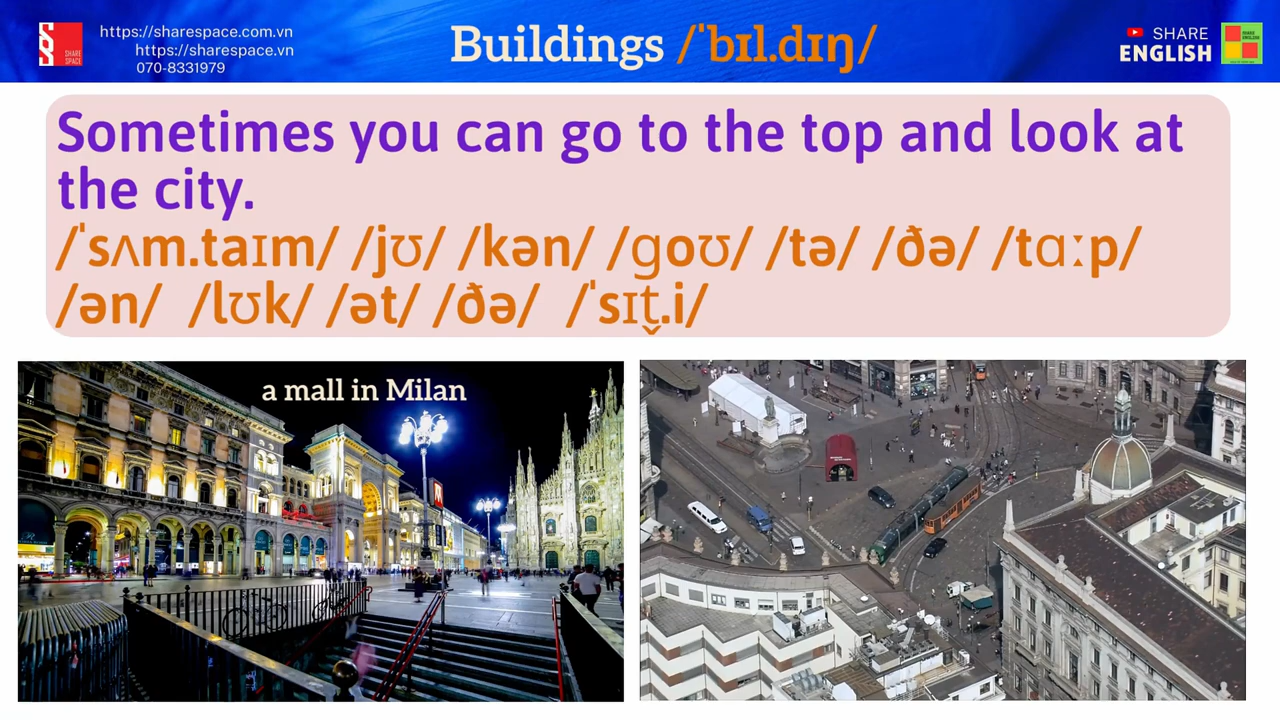 https://sharespace.com.vn
https://sharespace.vn
070-8331979
SHARE
SPACE
Buildings /ˈbɪl.dɪŋ/
SHARE
ENGLISH
Sometimes you can go to the top and look at
the city.
/ˈsʌm.taɪm/ /jʊ/ /kən/ /ɡoʊ/ /tə/ /ðə/ /tɑːp/
/ən/ /lʊk/ /ət/ /ðə/ /ˈsɪt̬.i/
a mall in Milan